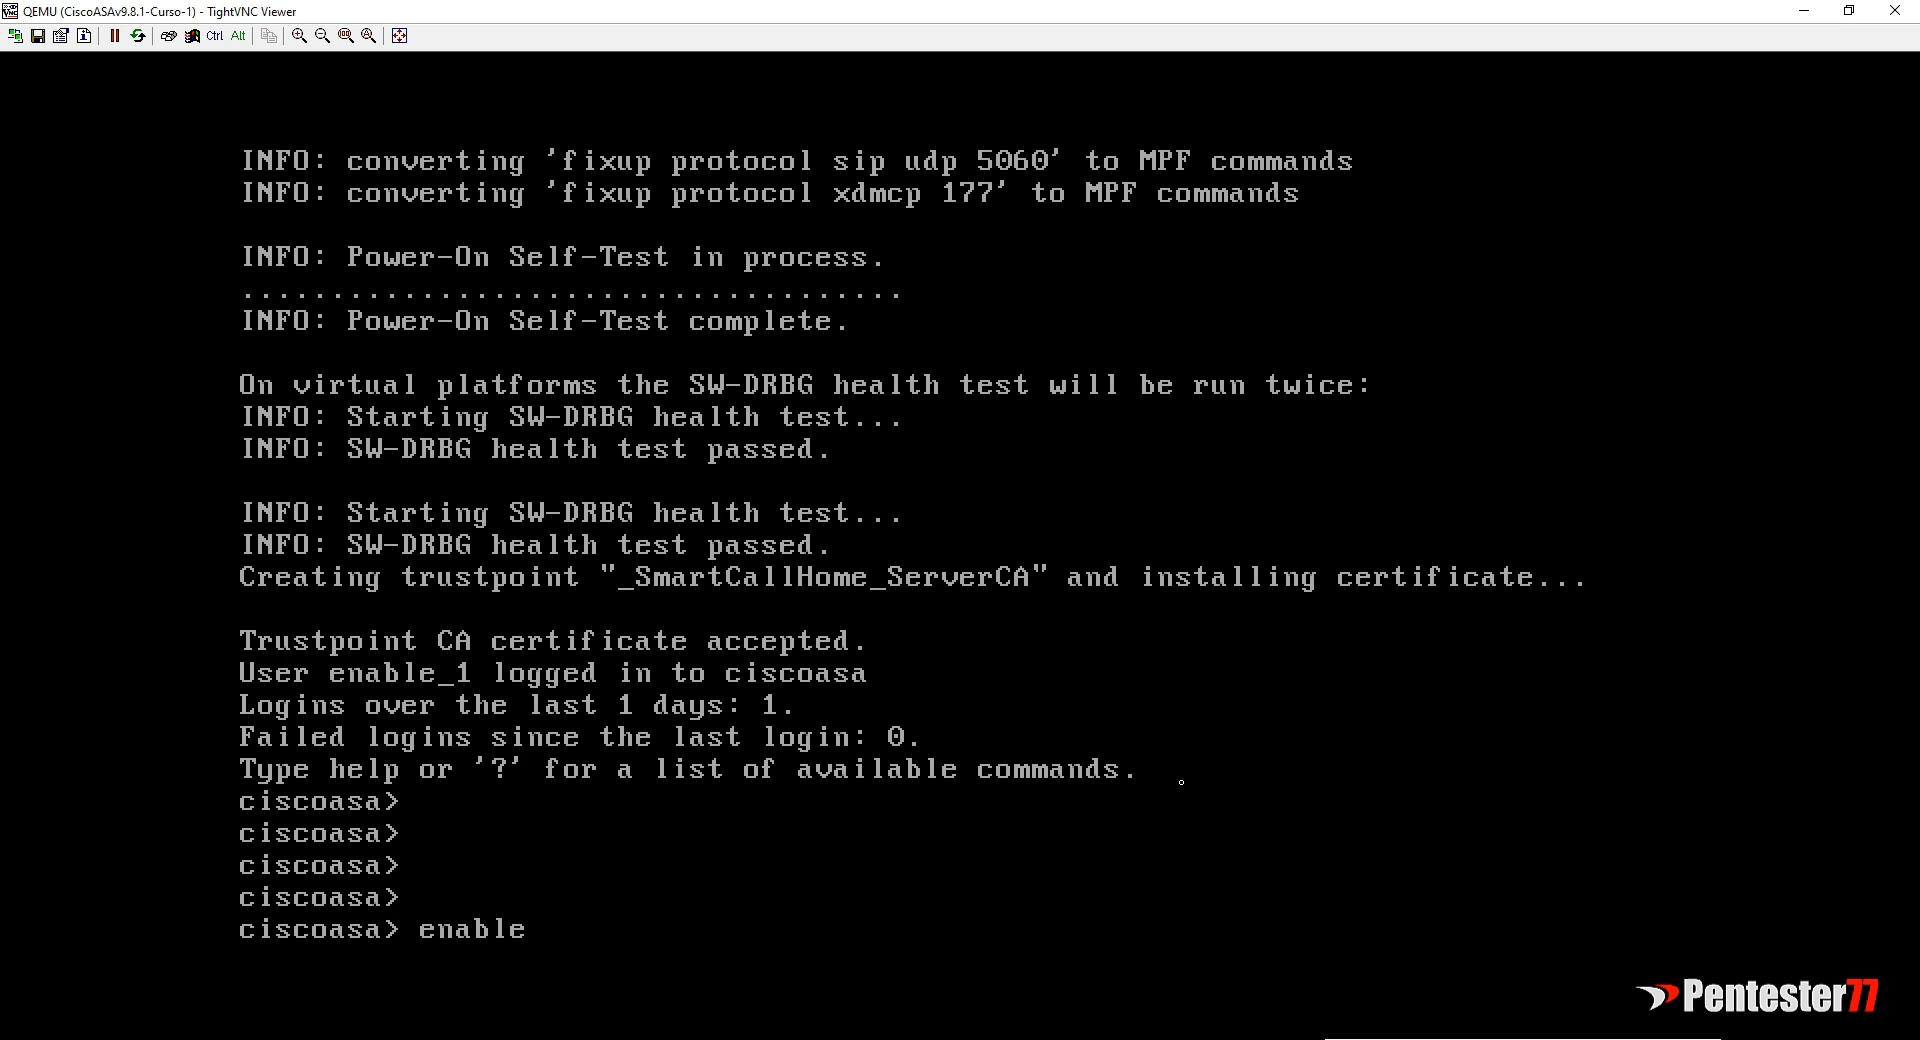 QEMU (CiscoASAv9.8.1-Curso-1) - TightVNC Viewer
Ctrl Alt
INFO: converting 'fixup protocol sip udp 5060' to MPF commands
INFO: converting 'fixup protocol xdmcp 177' to MPF commands
INFO: Power-On Self-Test in process.
.....................................
INFO: Power-On Self-Test complete.
On virtual platforms the SW-DRBG health test will be run twice:
INFO: Starting SW-DRBG health test...
INFO: SW-DRBG health test passed.
INFO: Starting SW-DRBG health test...
INFO: SW-DRBG health test passed.
Creating trustpoint "_SmartCallHome_ServerCA" and installing certificate...
Trustpoint CA certificate accepted.
User enable_1 logged in to ciscoasa
Logins over the last 1 days: 1.
Failed logins since the last login: 0.
Type help or '?' for a list of available commands.
ciscoasa>
ciscoasa>
ciscoasa>
ciscoasa>
ciscoasa> enable
Pentester77